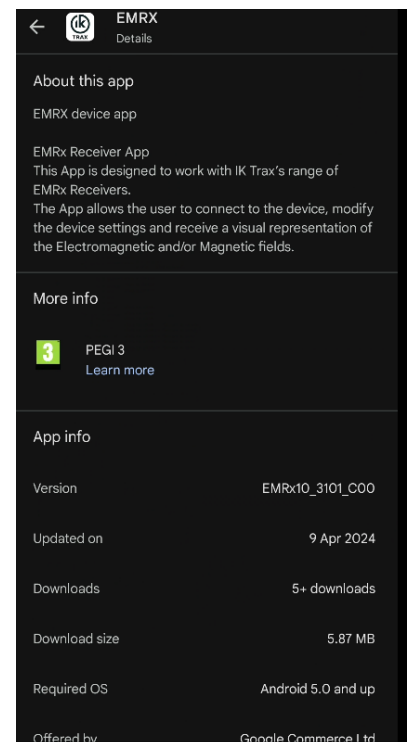 EMRX
iK
TRAX
Details
About this app
EMRX device app
EMRx Receiver App
This App is designed to work with IK Trax's range of
EMRx Receivers.
The App allows the user to connect to the device, modify
the device settings and receive a visual representation of
the Electromagnetic and/or Magnetic fields.
More info
3
PEGI 3
Learn more
App info
Version EMRx10_3101_C00
Updated on 9 Apr 2024
Downloads 5+ downloads
Download size 5.87 MB
Required OS Android 5.0 and up
Offered by Google Commerce Ltd